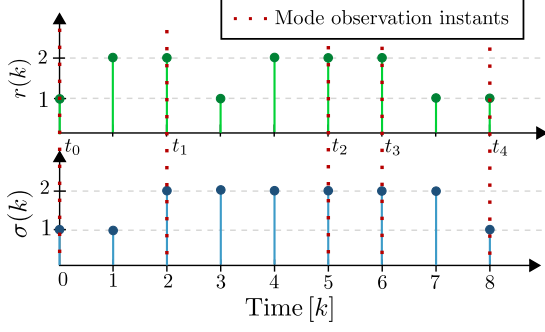 Mode observation instants
r(k)
2
1
t₀ t₁ t₂ t₃ t₄
σ(k)
2
1
0 1 2 3 4 5 6 7 8
Time [k]